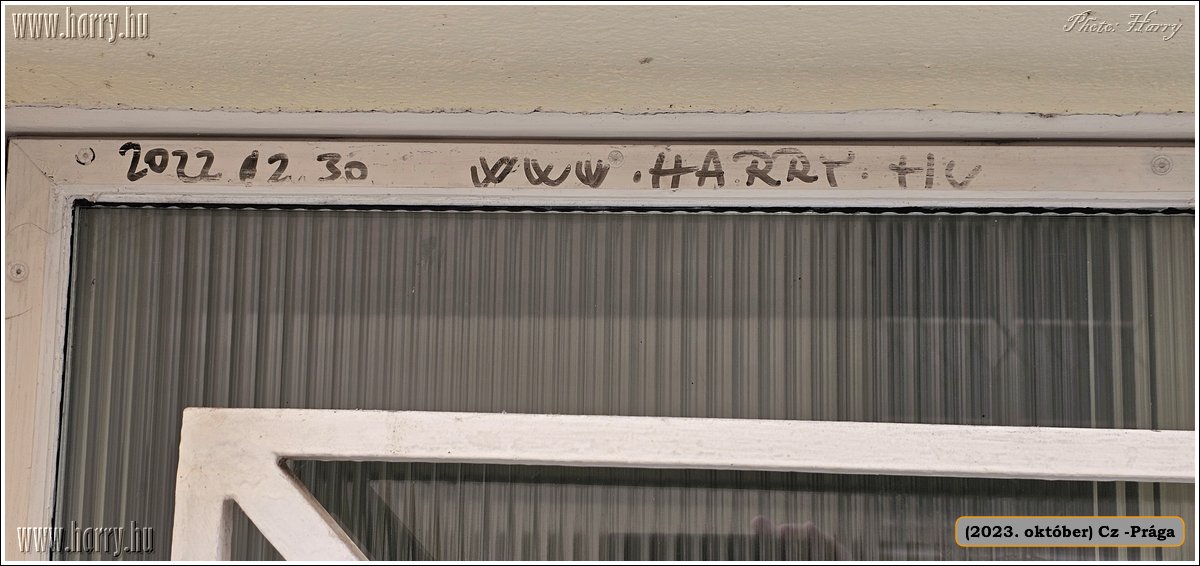 www.harry.hu
Photo: Harry
2022.12.30 WWW.HARRY.HU
www.harry.hu
(2023. október) Cz -Prága